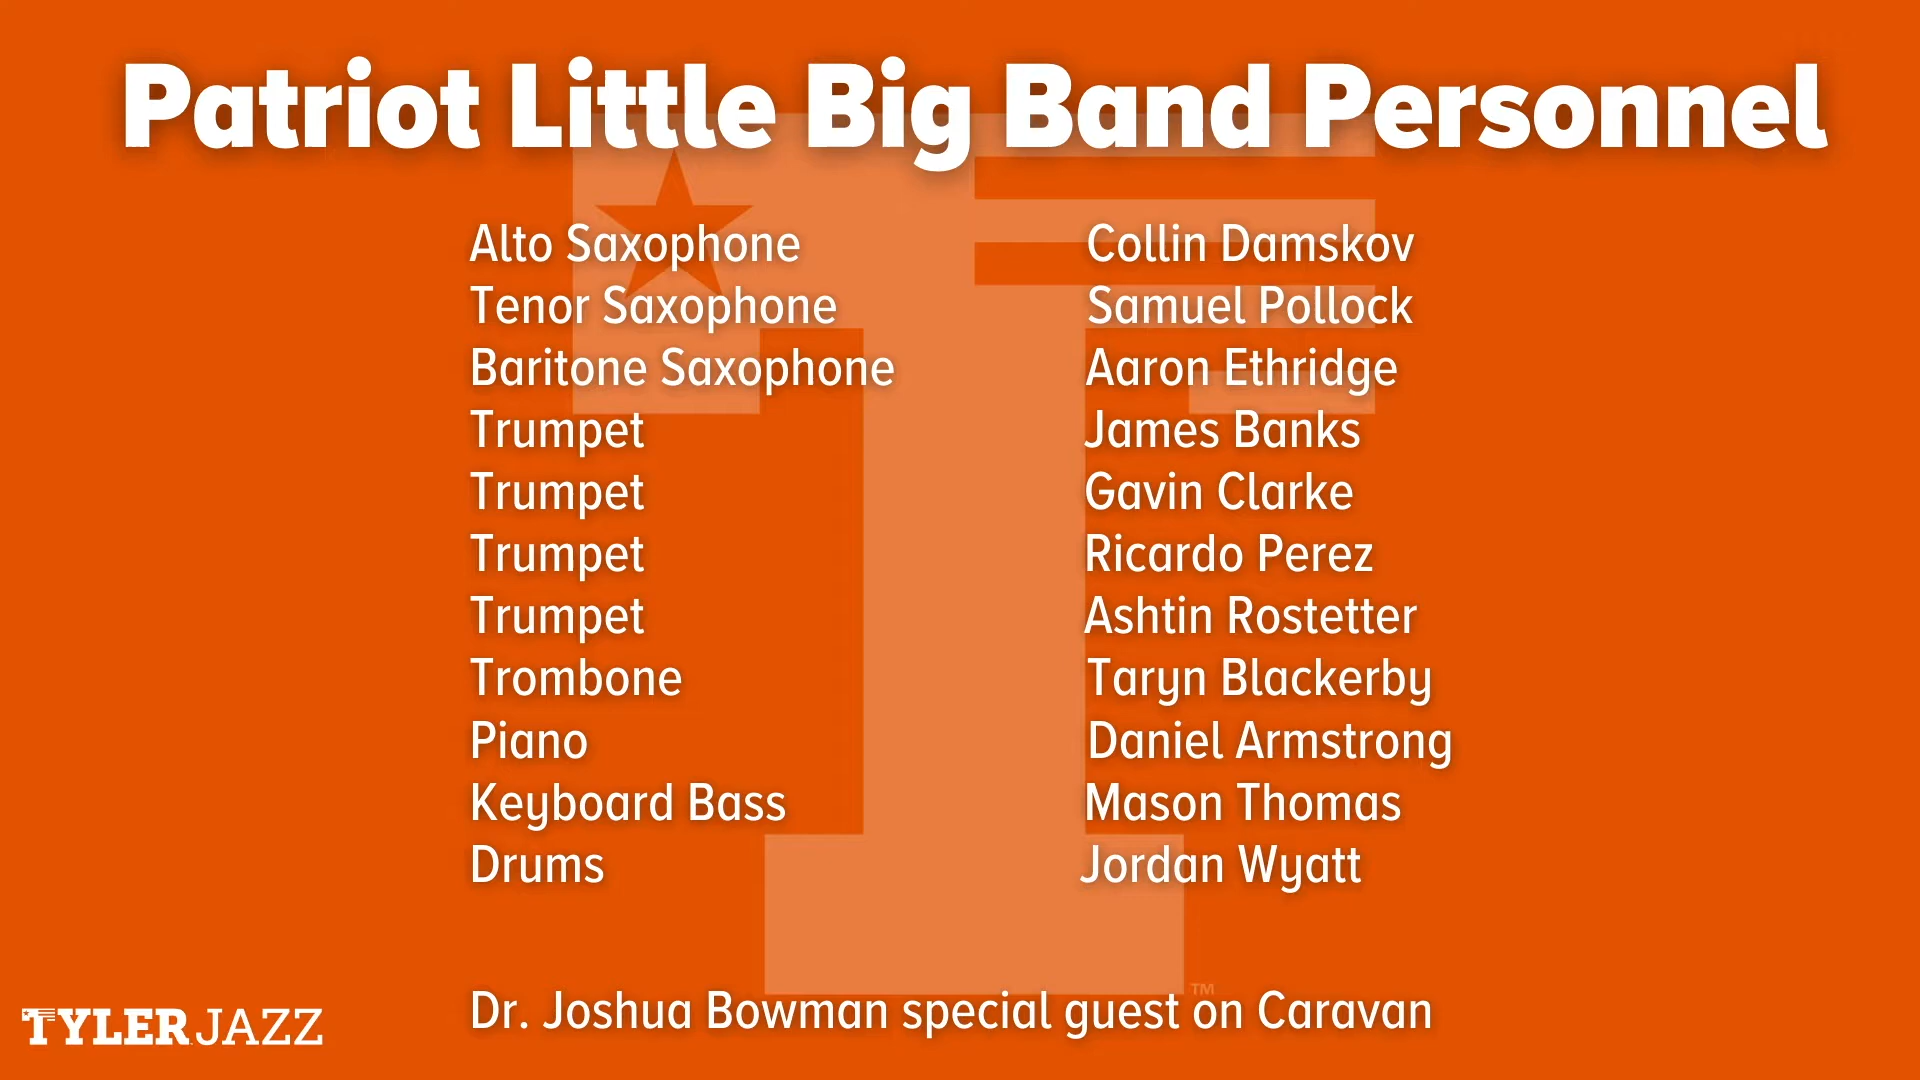 Patriot Little Big Band Personnel
Alto Saxophone Collin Damskov
Tenor Saxophone Samuel Pollock
Baritone Saxophone Aaron Ethridge
Trumpet James Banks
Trumpet Gavin Clarke
Trumpet Ricardo Perez
Trumpet Ashtin Rostetter
Trombone Taryn Blackerby
Piano Daniel Armstrong
Keyboard Bass Mason Thomas
Drums Jordan Wyatt
TM
Dr. Joshua Bowman special guest on Caravan
TYLER JAZZ